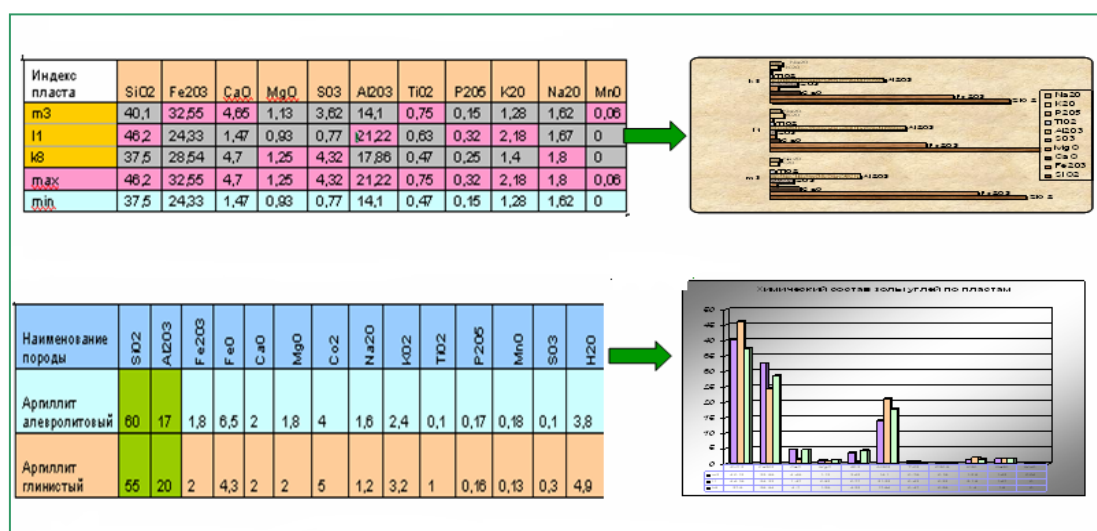 Индекс пласта SiO2 Fe2O3 CaO MgO SO3 Al2O3 TiO2 P2O5 K2O Na2O MnO
m3 40,1 32,55 4,65 1,13 3,62 14,1 0,75 0,15 1,28 1,62 0,06
l1 46,2 24,33 1,47 0,93 0,77 21,22 0,63 0,32 2,18 1,67 0
k8 37,5 28,54 4,7 1,25 4,32 17,86 0,47 0,25 1,4 1,8 0
max 46,2 32,55 4,7 1,25 4,32 21,22 0,75 0,32 2,18 1,8 0,06
min 37,5 24,33 1,47 0,93 0,77 14,1 0,47 0,15 1,28 1,62 0
k8
l1
m3
Al2O3
Fe2O3
SiO2
Na2O
K2O
P2O5
TiO2
Al2O3
SO3
MgO
CaO
Fe2O3
SiO2
Наименование породы SiO2 Al2O3 Fe2O3 FeO CaO MgO Co2 Na2O KO2 TiO2 P2O5 MnO SO3 H2O
Аргиллит алевролитовый 60 17 1,8 6,5 2 1,8 4 1,6 2,4 0,1 0,17 0,18 0,1 3,8
Аргиллит глинистый 55 20 2 4,3 2 2 5 1,2 3,2 1 0,16 0,13 0,3 4,9
Химический состав золы углей по пластам
50
45
40
35
30
25
20
15
10
5
0